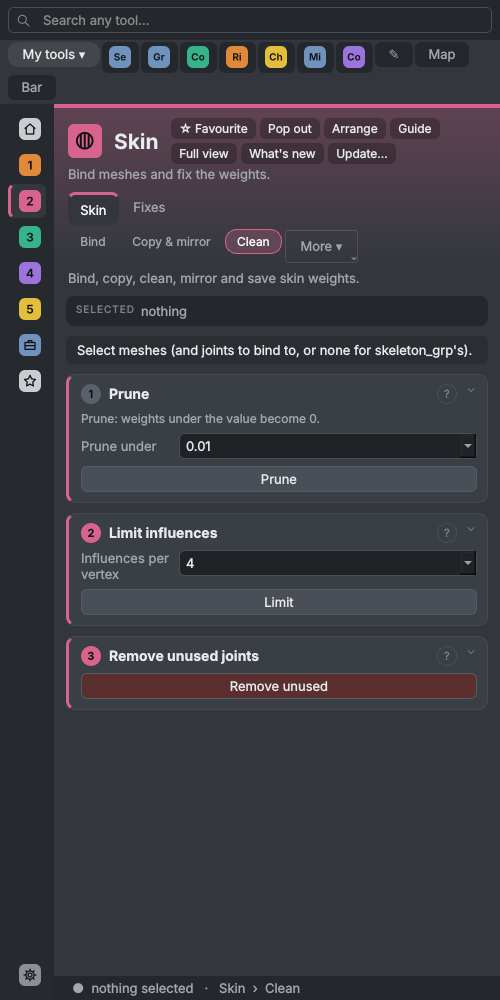 Search any tool...
My tools ▾ Se Gr Co Ri Ch Mi Co ✎ Map
Bar
1
2
3
4
5
Skin
☆ Favourite Pop out Arrange Guide
Full view What's new Update...
Bind meshes and fix the weights.
Skin Fixes
Bind Copy & mirror Clean More ▾
Bind, copy, clean, mirror and save skin weights.
SELECTED nothing
Select meshes (and joints to bind to, or none for skeleton_grp's).
1 Prune ?
Prune: weights under the value become 0.
Prune under 0.01
Prune
2 Limit influences ?
Influences per vertex 4
Limit
3 Remove unused joints ?
Remove unused
nothing selected · Skin › Clean